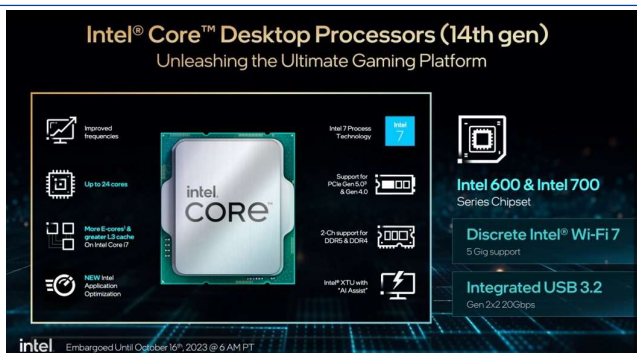 Intel® Core™ Desktop Processors (14th gen)
Unleashing the Ultimate Gaming Platform
Improved
frequencies
Up to 24 cores
More E-cores¹ &
greater L3 cache
On Intel Core i7
NEW Intel
Application
Optimization
intel.
CORE™
Intel 7 Process
Technology
intel
7
Support for
PCIe Gen 5.0³
& Gen 4.0
2-Ch support for
DDR5 & DDR4
Intel® XTU with
"AI Assist"
Intel 600 & Intel 700
Series Chipset
Discrete Intel® Wi-Fi 7
5 Gig support
Integrated USB 3.2
Gen 2x2 20Gbps
intel
Embargoed Until October 16th, 2023 @ 6 AM PT